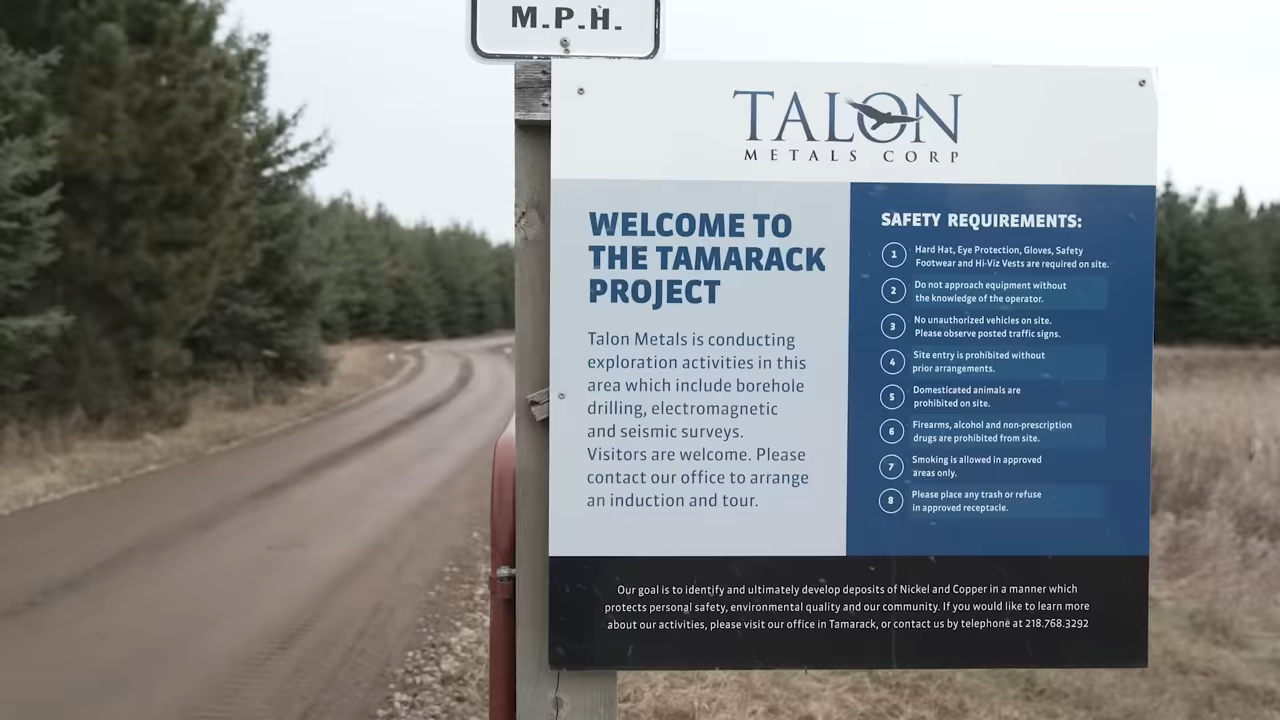 M.P.H.
TALON
METALS CORP
WELCOME TO
THE TAMARACK
PROJECT
Talon Metals is conducting
exploration activities in this
area which include borehole
drilling, electromagnetic
and seismic surveys.
Visitors are welcome. Please
contact our office to arrange
an induction and tour.
SAFETY REQUIREMENTS:
1 Hard Hat, Eye Protection, Gloves, Safety
Footwear and Hi-Viz Vests are required on site.
2 Do not approach equipment without
the knowledge of the operator.
3 No unauthorized vehicles on site.
Please observe posted traffic signs.
4 Site entry is prohibited without
prior arrangements.
5 Domesticated animals are
prohibited on site.
6 Firearms, alcohol and non-prescription
drugs are prohibited from site.
7 Smoking is allowed in approved
areas only.
8 Please place any trash or refuse
in approved receptacle.
Our goal is to identify and ultimately develop deposits of Nickel and Copper in a manner which
protects personal safety, environmental quality and our community. If you would like to learn more
about our activities, please visit our office in Tamarack, or contact us by telephone at 218.768.3292